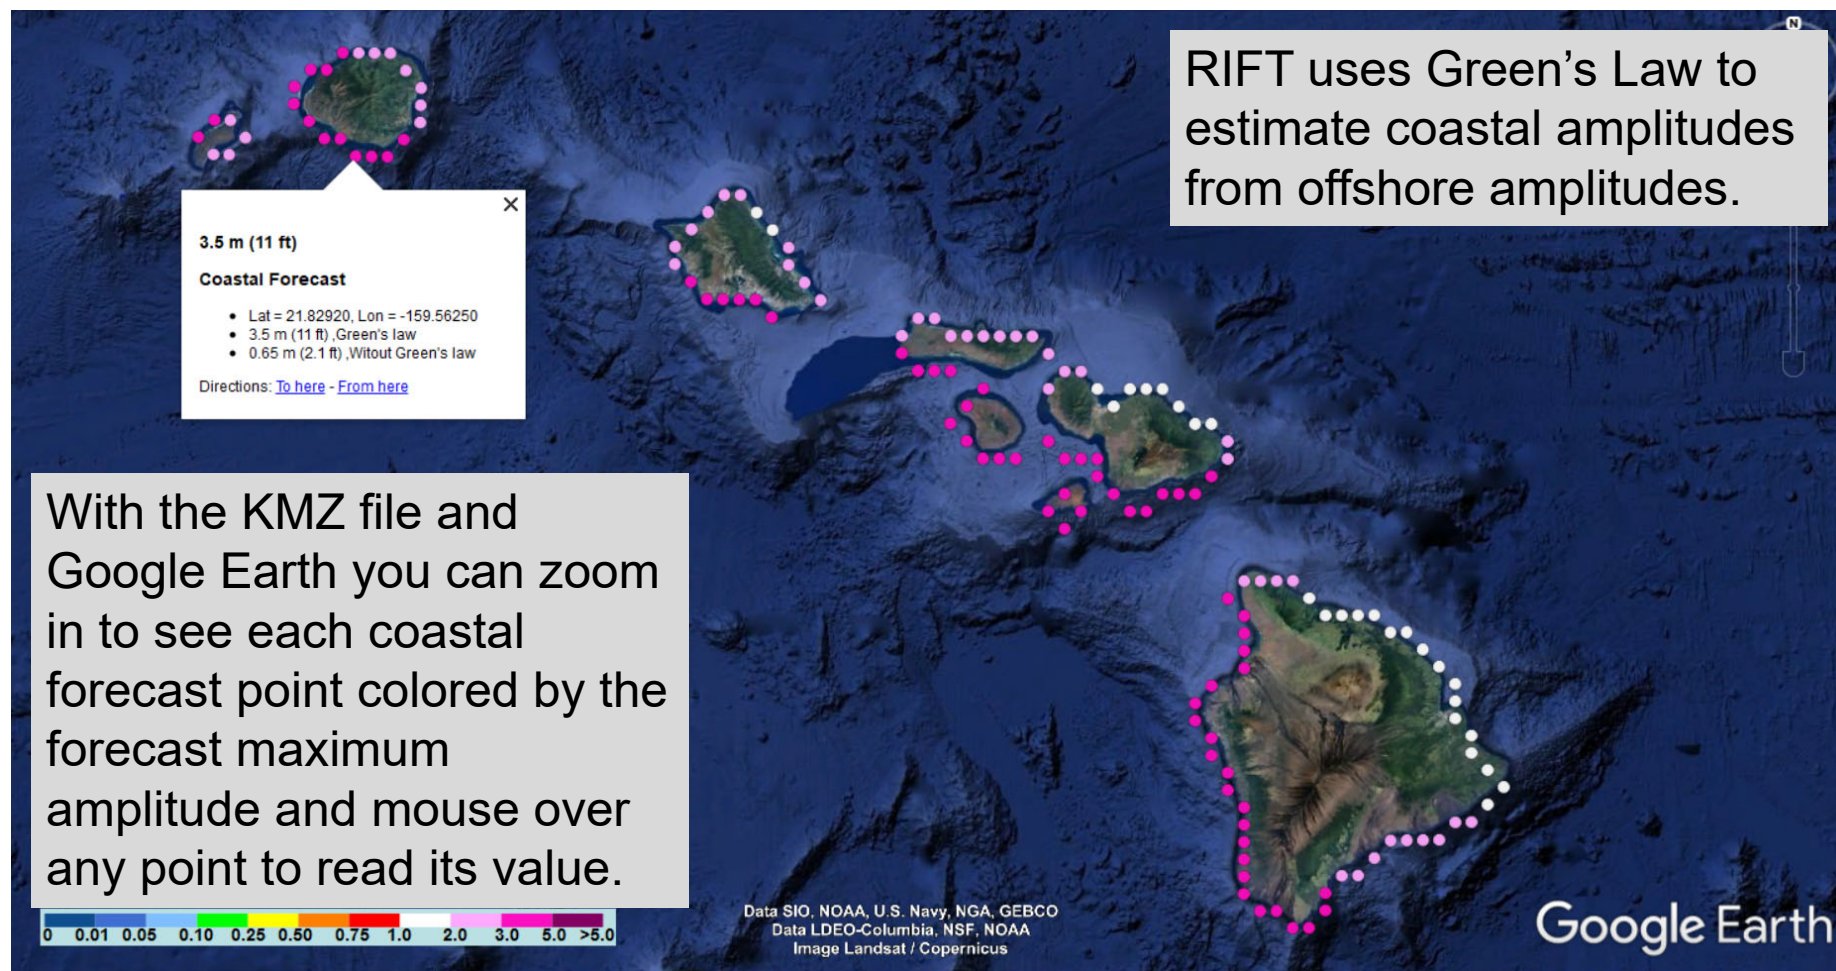 N
RIFT uses Green’s Law to
estimate coastal amplitudes
from offshore amplitudes.
3.5 m (11 ft)
Coastal Forecast
• Lat = 21.82920, Lon = -159.56250
• 3.5 m (11 ft) ,Green's law
• 0.65 m (2.1 ft) ,Witout Green's law
Directions: To here - From here
With the KMZ file and
Google Earth you can zoom
in to see each coastal
forecast point colored by the
forecast maximum
amplitude and mouse over
any point to read its value.
0 0.01 0.05 0.10 0.25 0.50 0.75 1.0 2.0 3.0 5.0 >5.0
Data SIO, NOAA, U.S. Navy, NGA, GEBCO
Data LDEO-Columbia, NSF, NOAA
Image Landsat / Copernicus
Google Earth